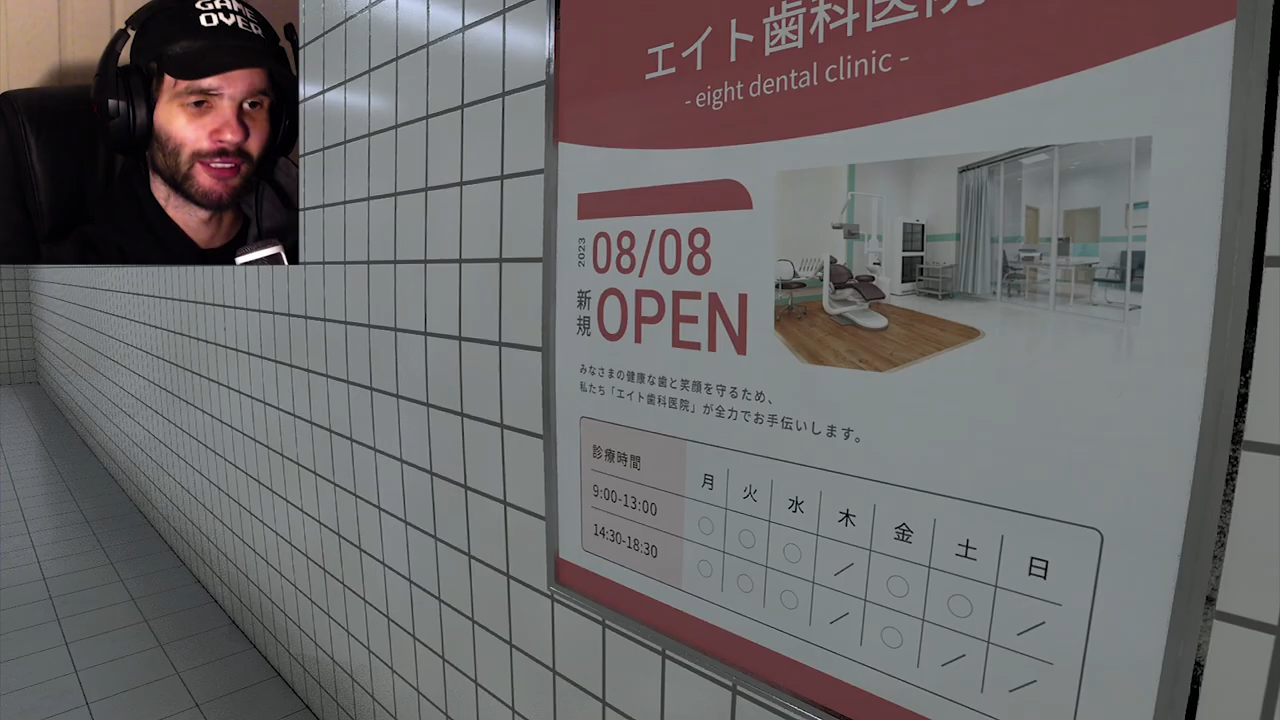 GAME
OVER
エイト歯科医院
- eight dental clinic -
2023
08/08
新規
OPEN
みなさまの健康な歯と笑顔を守るため、
私たち「エイト歯科医院」が全力でお手伝いします。
診療時間 月 火 水 木 金 土 日
9:00-13:00 ○ ○ ○ / ○ ○ /
14:30-18:30 ○ ○ ○ / ○ / /